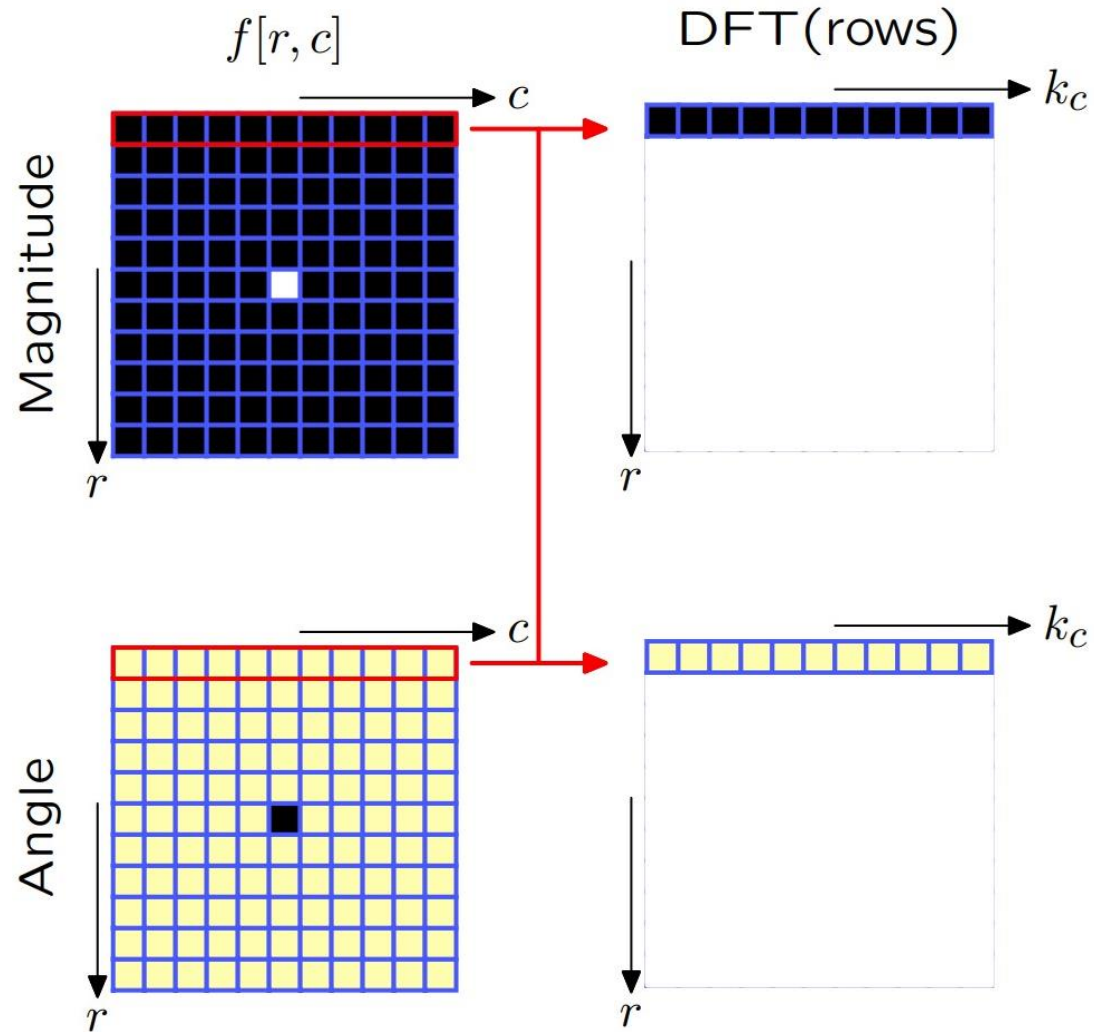 f[r, c]
DFT(rows)
c
k_c
Magnitude
r
r
c
k_c
Angle
r
r